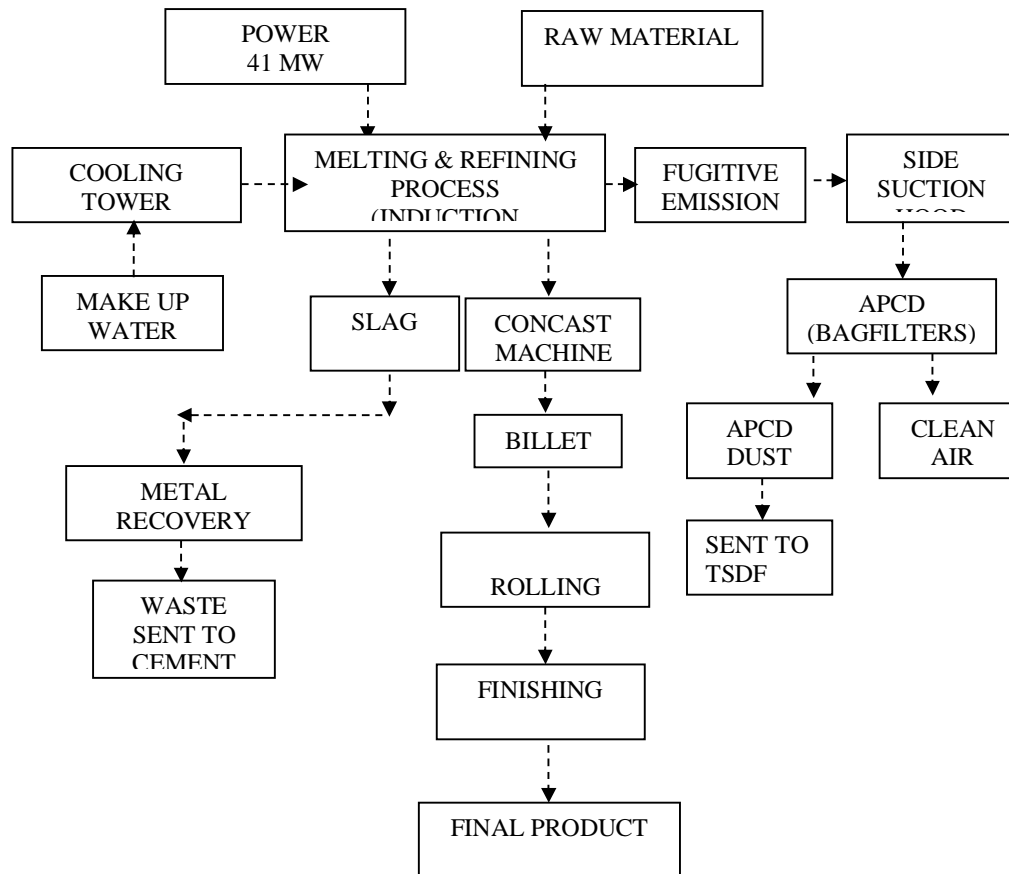 POWER
41 MW
RAW MATERIAL
COOLING
TOWER
MELTING & REFINING
PROCESS
(INDUCTION
FUGITIVE
EMISSION
SIDE
SUCTION
MAKE UP
WATER
SLAG
CONCAST
MACHINE
APCD
(BAGFILTERS)
BILLET
APCD
DUST
CLEAN
AIR
METAL
RECOVERY
SENT TO
TSDF
ROLLING
WASTE
SENT TO
CEMENT
FINISHING
FINAL PRODUCT